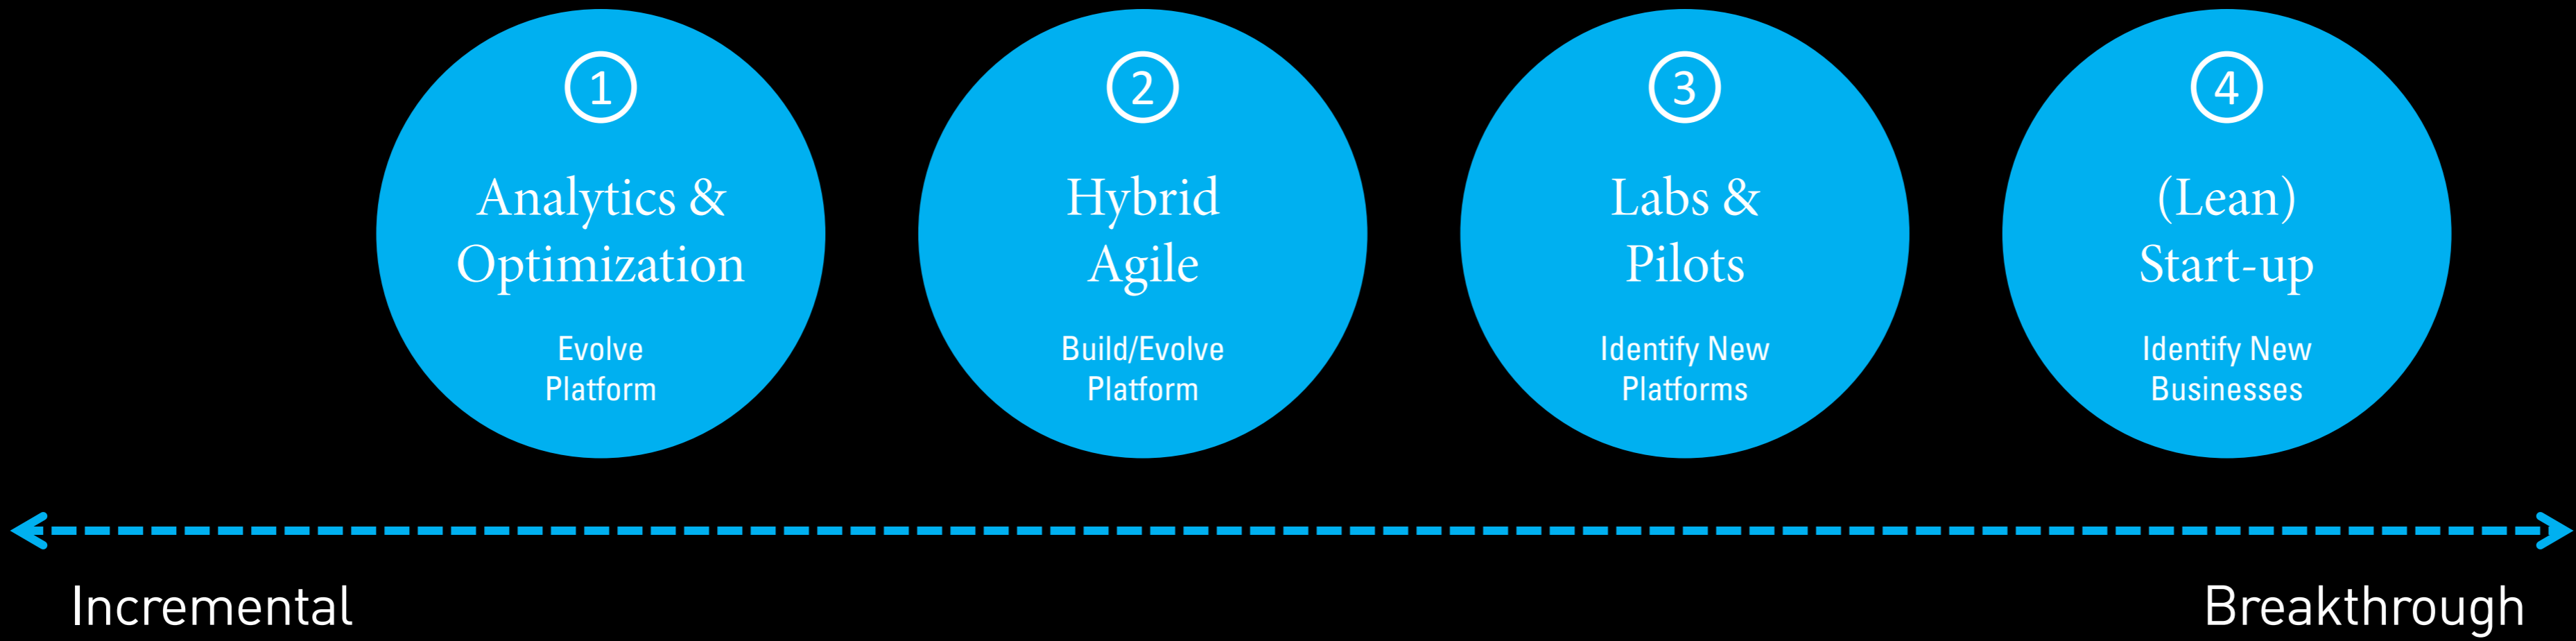 1
Analytics &
Optimization
Evolve
Platform
2
Hybrid
Agile
Build/Evolve
Platform
3
Labs &
Pilots
Identify New
Platforms
4
(Lean)
Start-up
Identify New
Businesses
Incremental
Breakthrough